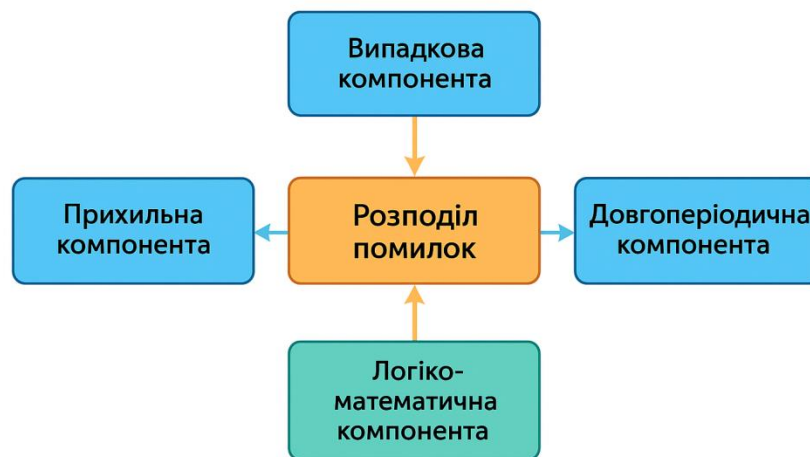 Випадкова
компонента
Прихильна
компонента
Розподіл
помилок
Довгоперіодична
компонента
Логіко-
математична
компонента